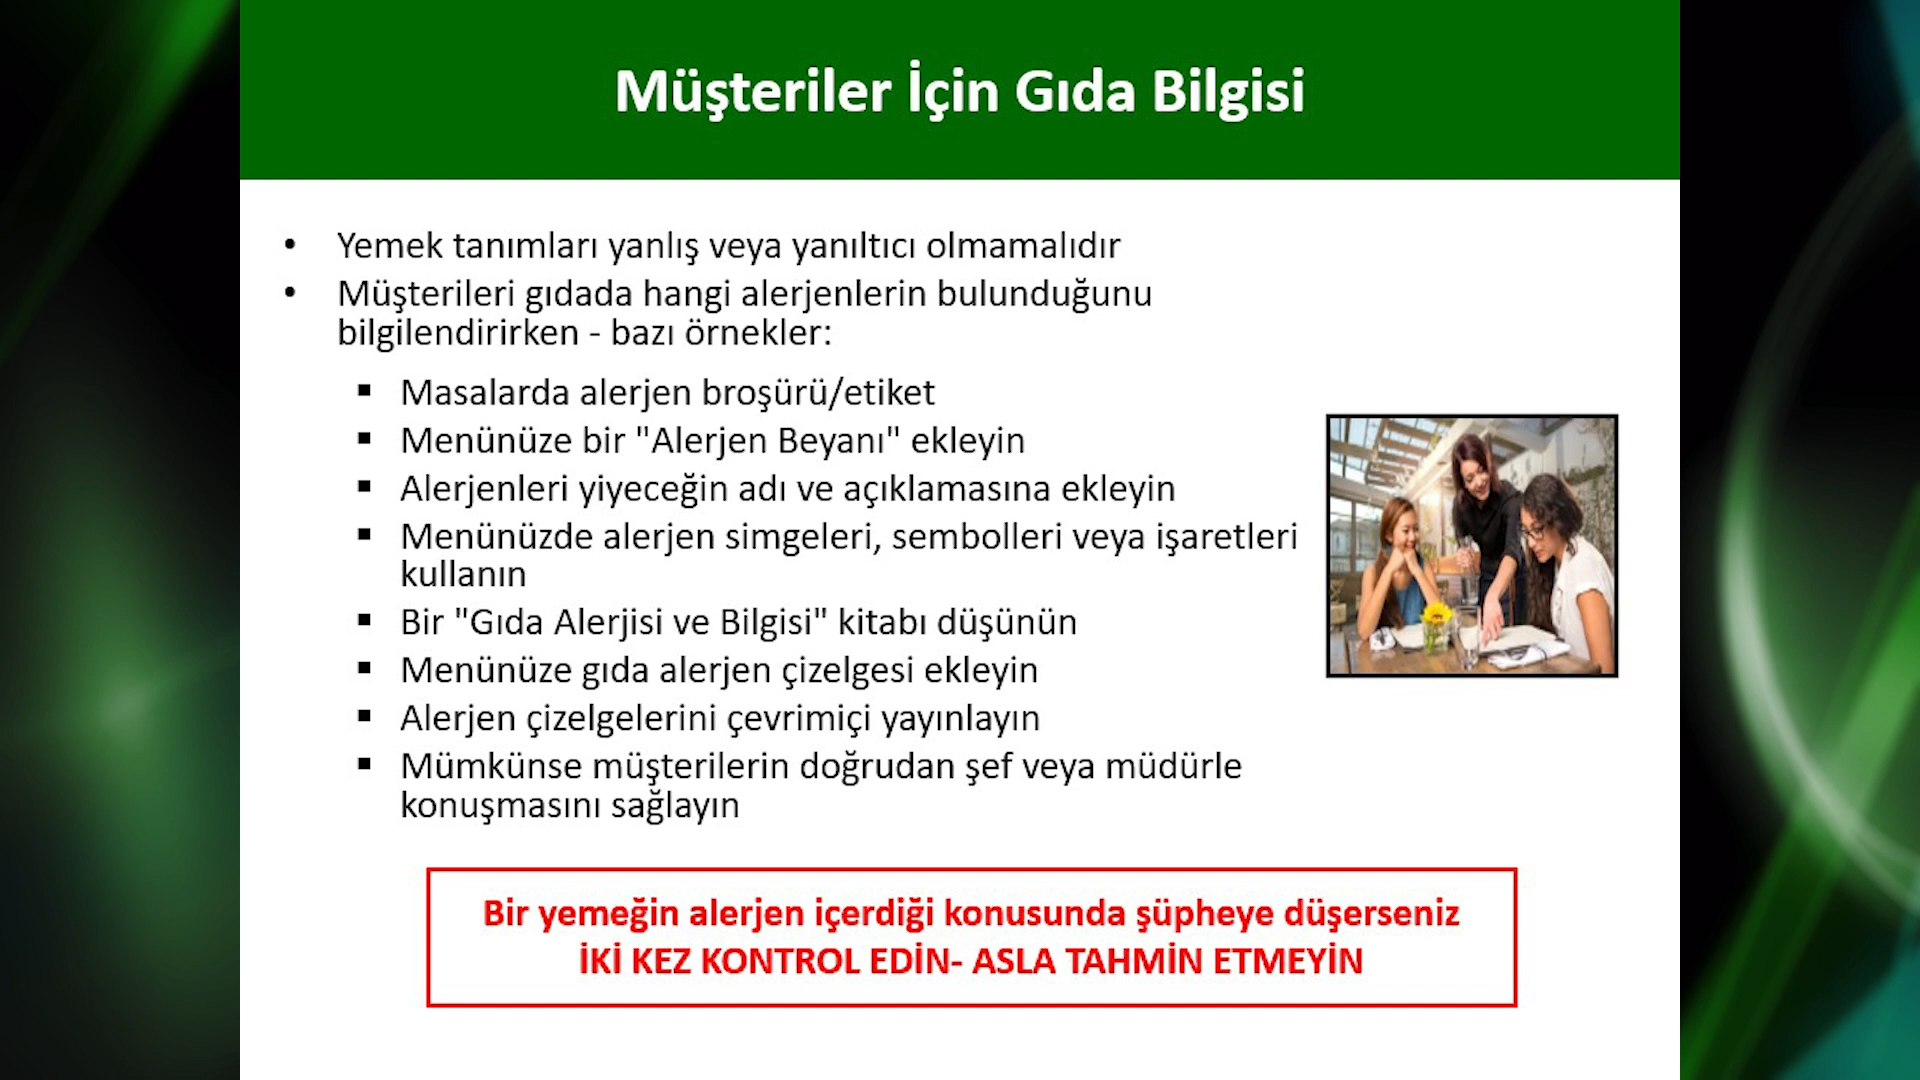 Müşteriler İçin Gıda Bilgisi
• Yemek tanımları yanlış veya yanıltıcı olmamalıdır
• Müşterileri gıdada hangi alerjenlerin bulunduğunu
bilgilendirirken - bazı örnekler:
▪ Masalarda alerjen broşürü/etiket
▪ Menünüze bir "Alerjen Beyanı" ekleyin
▪ Alerjenleri yiyeceğin adı ve açıklamasına ekleyin
▪ Menünüzde alerjen simgeleri, sembolleri veya işaretleri
kullanın
▪ Bir "Gıda Alerjisi ve Bilgisi" kitabı düşünün
▪ Menünüze gıda alerjen çizelgesi ekleyin
▪ Alerjen çizelgelerini çevrimiçi yayınlayın
▪ Mümkünse müşterilerin doğrudan şef veya müdürle
konuşmasını sağlayın
Bir yemeğin alerjen içerdiği konusunda şüpheye düşerseniz
İKİ KEZ KONTROL EDİN- ASLA TAHMİN ETMEYİN